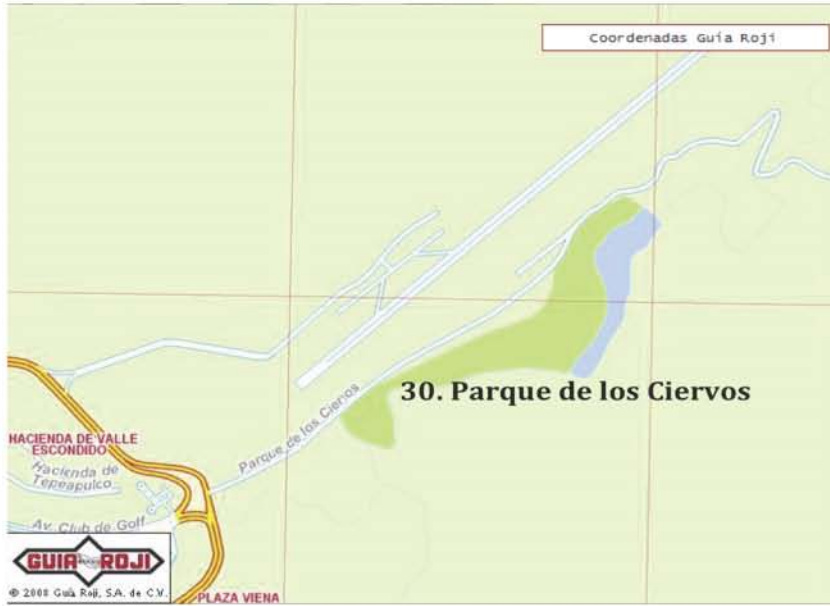 Coordenadas Guía Roji
30. Parque de los Ciervos
Parque de los Ciervos
HACIENDA DE VALLE
ESCONDIDO
Hacienda de
Tepeapulco
Av. Club de Golf
GUIA ROJI
© 2008 Guía Roji, S.A. de C.V.
PLAZA VIENA